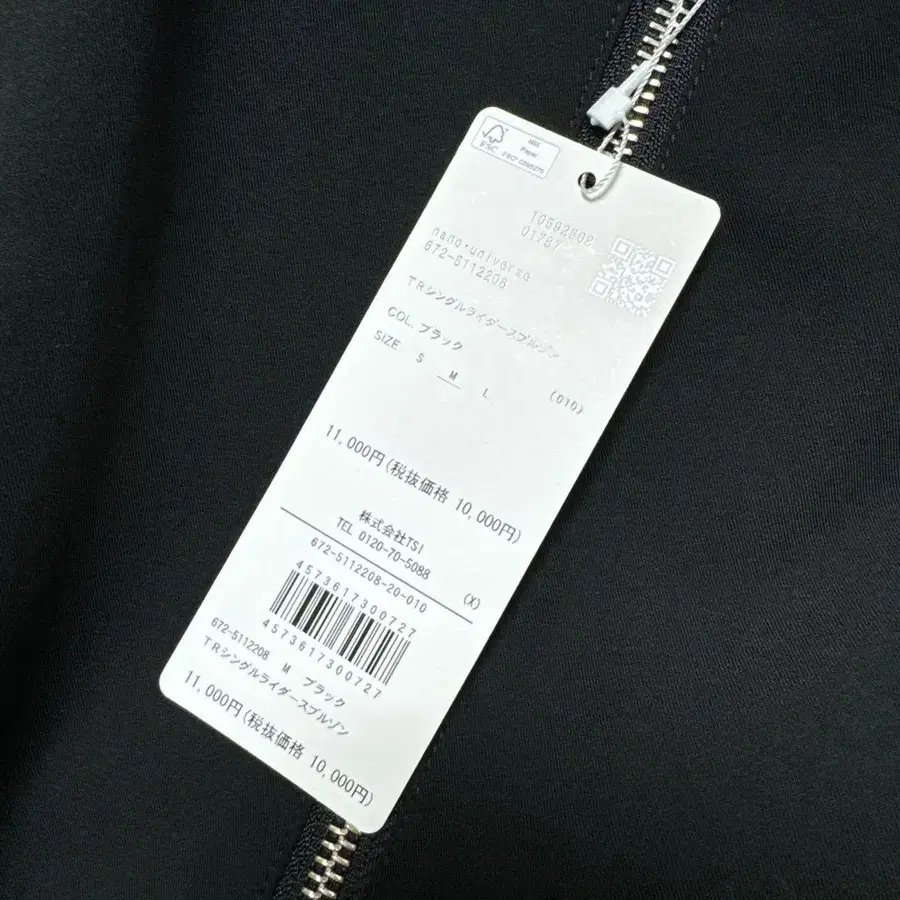 FSC
MIX
Paper
10592602
01787
nano・universe
672-5112208
TRシングルライダースブルゾン
COL. ブラック
(010)
SIZE S M L
11,000円(税抜価格 10,000円)
株式会社TSI
TEL 0120-70-5088
672-5112208-20-010
(X)
4573617300727
4573617300727
672-5112208 M ブラック
TRシングルライダースブルゾン
11,000円(税抜価格 10,000円)